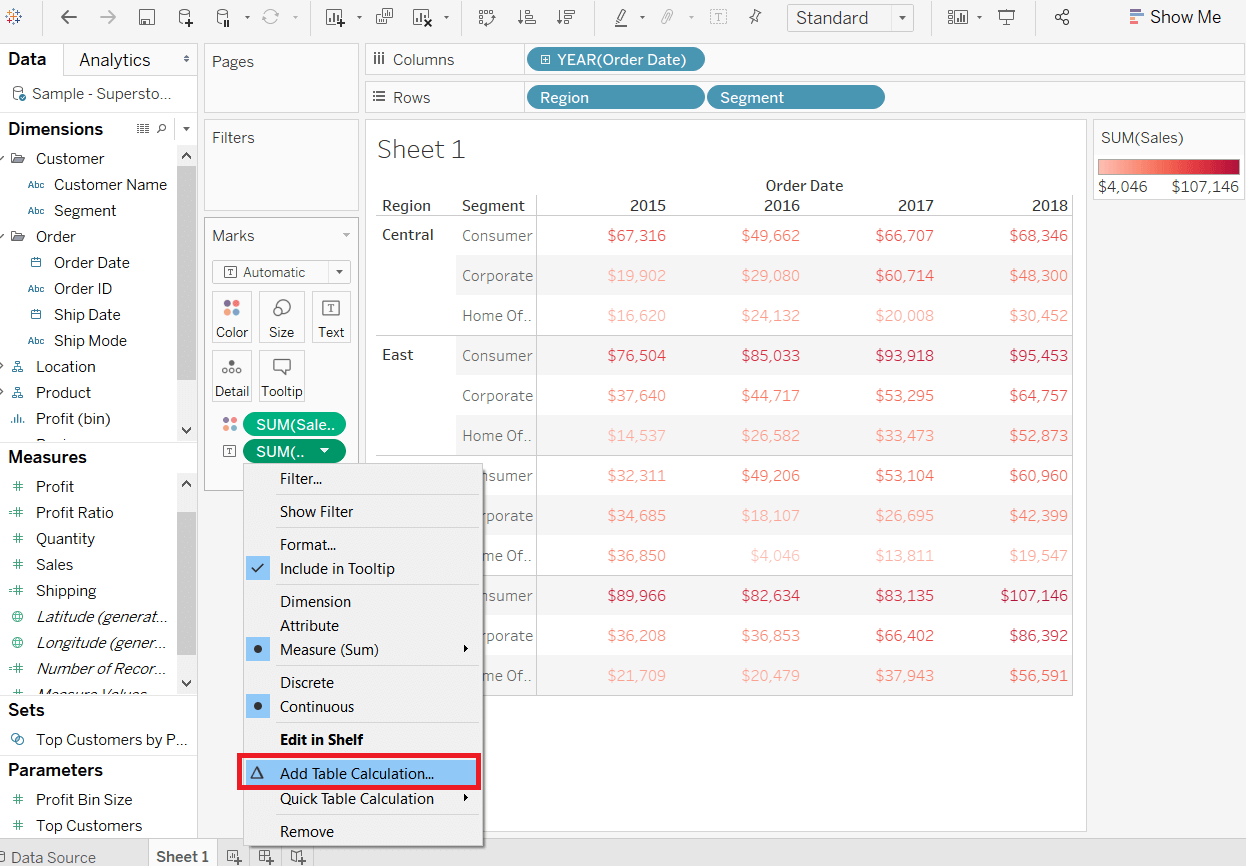 Standard
Show Me
Data
Analytics
Sample - Supersto...
Dimensions
Customer
Abc Customer Name
Abc Segment
Order
Order Date
Abc Order ID
Ship Date
Abc Ship Mode
Location
Product
Profit (bin)
Measures
Profit
Profit Ratio
Quantity
Sales
Shipping
Latitude (generat...
Longitude (gener...
Number of Recor...
Measure Values
Sets
Top Customers by P...
Parameters
Profit Bin Size
Top Customers
Pages
Filters
Marks
Automatic
Color Size Text
Detail Tooltip
SUM(Sale..
SUM(..
Filter...
Show Filter
Format...
Include in Tooltip
Dimension
Attribute
Measure (Sum)
Discrete
Continuous
Edit in Shelf
Add Table Calculation...
Quick Table Calculation
Remove
Columns YEAR(Order Date)
Rows Region Segment
Sheet 1
Order Date
Region Segment 2015 2016 2017 2018
Central Consumer $67,316 $49,662 $66,707 $68,346
Corporate $19,902 $29,080 $60,714 $48,300
Home Of.. $16,620 $24,132 $20,008 $30,452
East Consumer $76,504 $85,033 $93,918 $95,453
Corporate $37,640 $44,717 $53,295 $64,757
Home Of.. $14,537 $26,582 $33,473 $52,873
nsumer $32,311 $49,206 $53,104 $60,960
rporate $34,685 $18,107 $26,695 $42,399
me Of.. $36,850 $4,046 $13,811 $19,547
nsumer $89,966 $82,634 $83,135 $107,146
rporate $36,208 $36,853 $66,402 $86,392
me Of.. $21,709 $20,479 $37,943 $56,591
SUM(Sales)
$4,046 $107,146
Data Source
Sheet 1